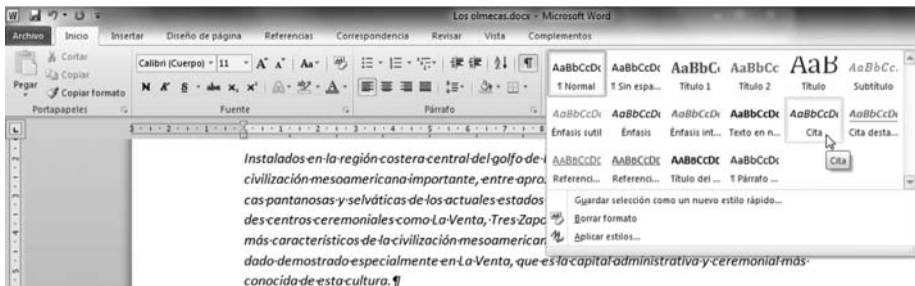 Los olmecas.docx - Microsoft Word
Archivo Inicio Insertar Diseño de página Referencias Correspondencia Revisar Vista Complementos
Cortar
Copiar
Copiar formato
Pegar
Portapapeles
Calibri (Cuerpo) 11
N K S abc x, x²
Fuente
Párrafo
AaBbCcDc AaBbCcDc AaBbC AaBbCc AaB AaBbCc.
¶ Normal ¶ Sin espa... Título 1 Título 2 Título Subtítulo
AaBbCcDc AaBbCcDc AaBbCcDc AaBbCcDc AaBbCcDc AaBbCcDc
Énfasis sutil Énfasis Énfasis int... Texto en n... Cita Cita desta...
AaBbCcDc AaBbCcDc AaBbCcDc AaBbCcDc
Referenci... Referenci... Título del ... ¶ Párrafo ...
Cita
Guardar selección como un nuevo estilo rápido...
Borrar formato
Aplicar estilos...
Instalados·en·la·región·costera·central·del·golfo·de·
civilización·mesoamericana·importante,·entre·apro
cas·pantanosas·y·selváticas·de·los·actuales·estados
des·centros·ceremoniales·como·La·Venta,·Tres·Zapo
más·característicos·de·la·civilización·mesoamerican
dado·demostrado·especialmente·en·La·Venta,·que·es·la·capital·administrativa·y·ceremonial·más·
conocida·de·esta·cultura.¶